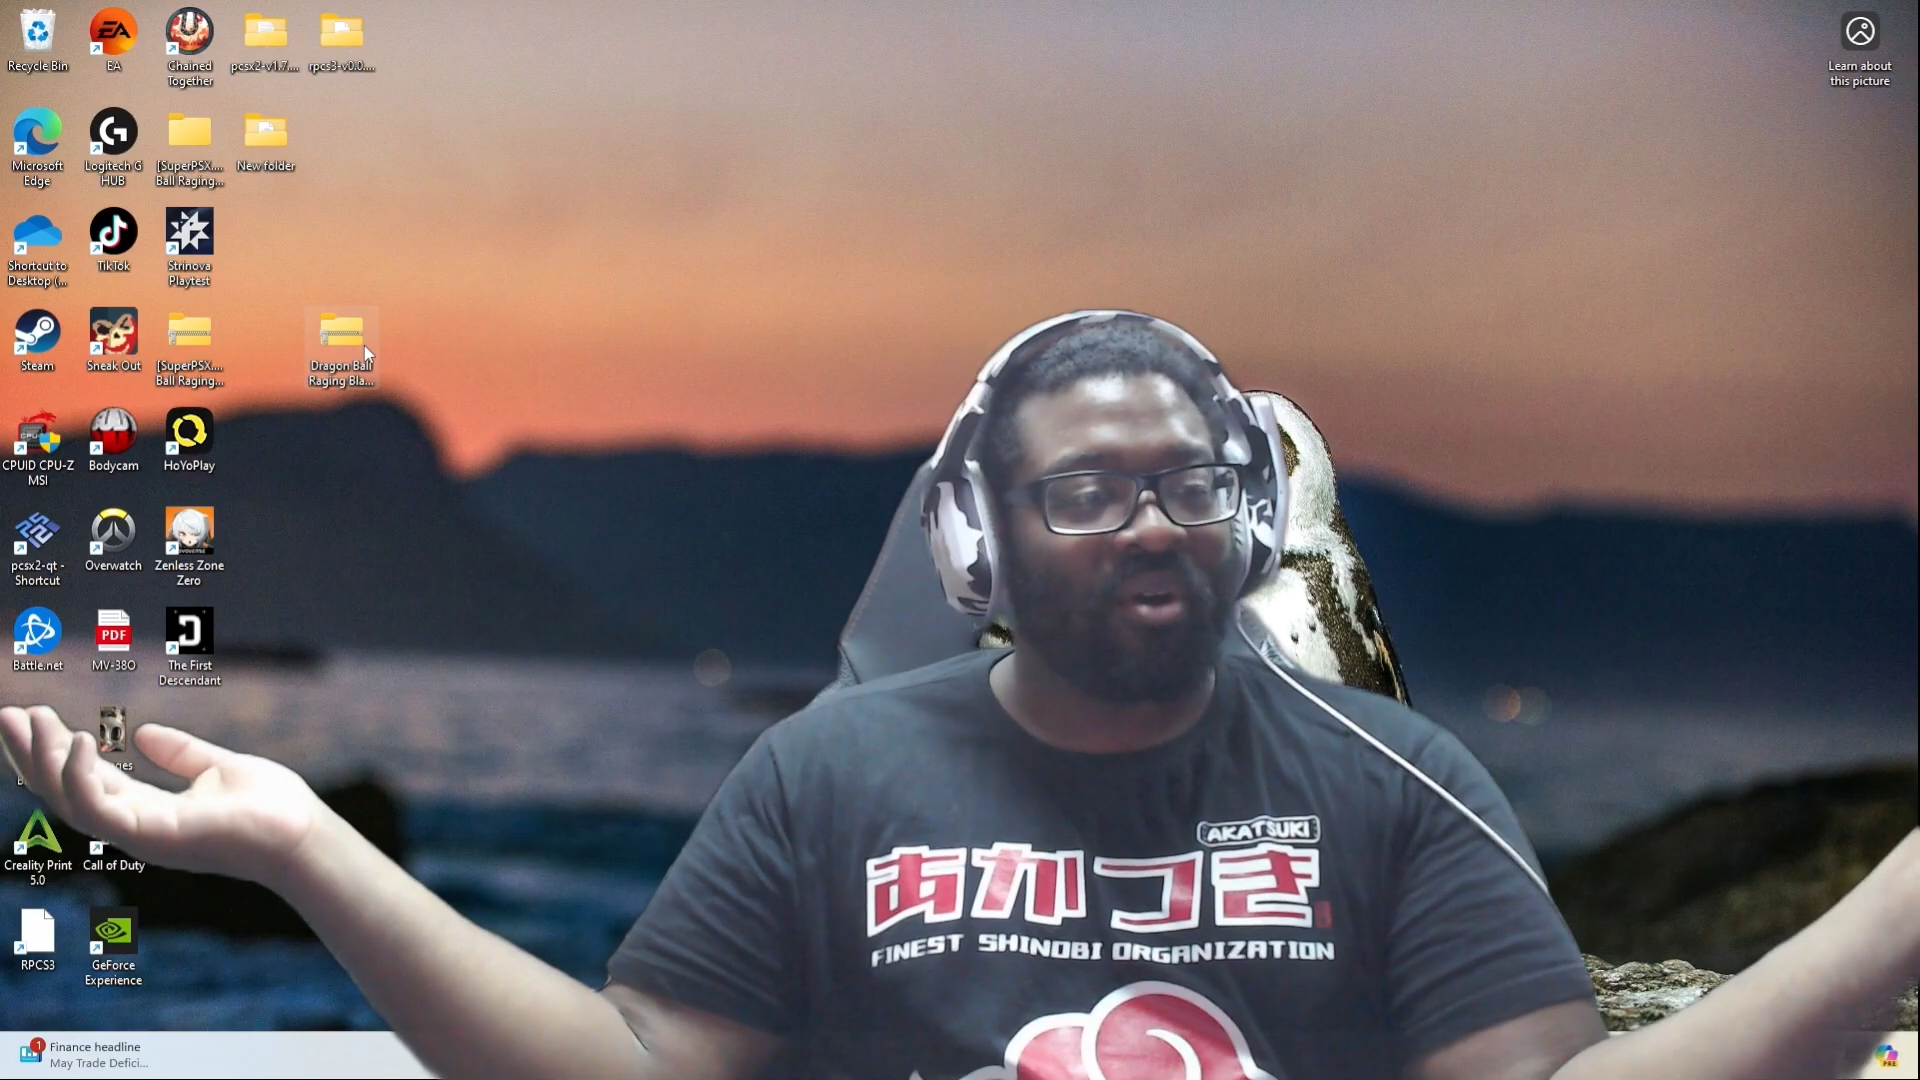 Recycle Bin
EA
Chained
Together
pcsx2-v1.7....
rpcs3-v0.0....
Learn about
this picture
Microsoft
Edge
Logitech G
HUB
[SuperPSX....
Ball Raging...
New folder
Shortcut to
Desktop (...
TikTok
Strinova
Playtest
Steam
Sneak Out
[SuperPSX....
Ball Raging...
Dragon Ball
Raging Bla...
CPUID CPU-Z
MSI
Bodycam
HoYoPlay
pcsx2-qt -
Shortcut
Overwatch
Zenless Zone
Zero
Battle.net
PDF
MV-380
The First
Descendant
Creality Print
5.0
Call of Duty
RPCS3
GeForce
Experience
AKATSUKI
あかつき
FINEST SHINOBI ORGANIZATION
1
Finance headline
May Trade Defici...
PRE